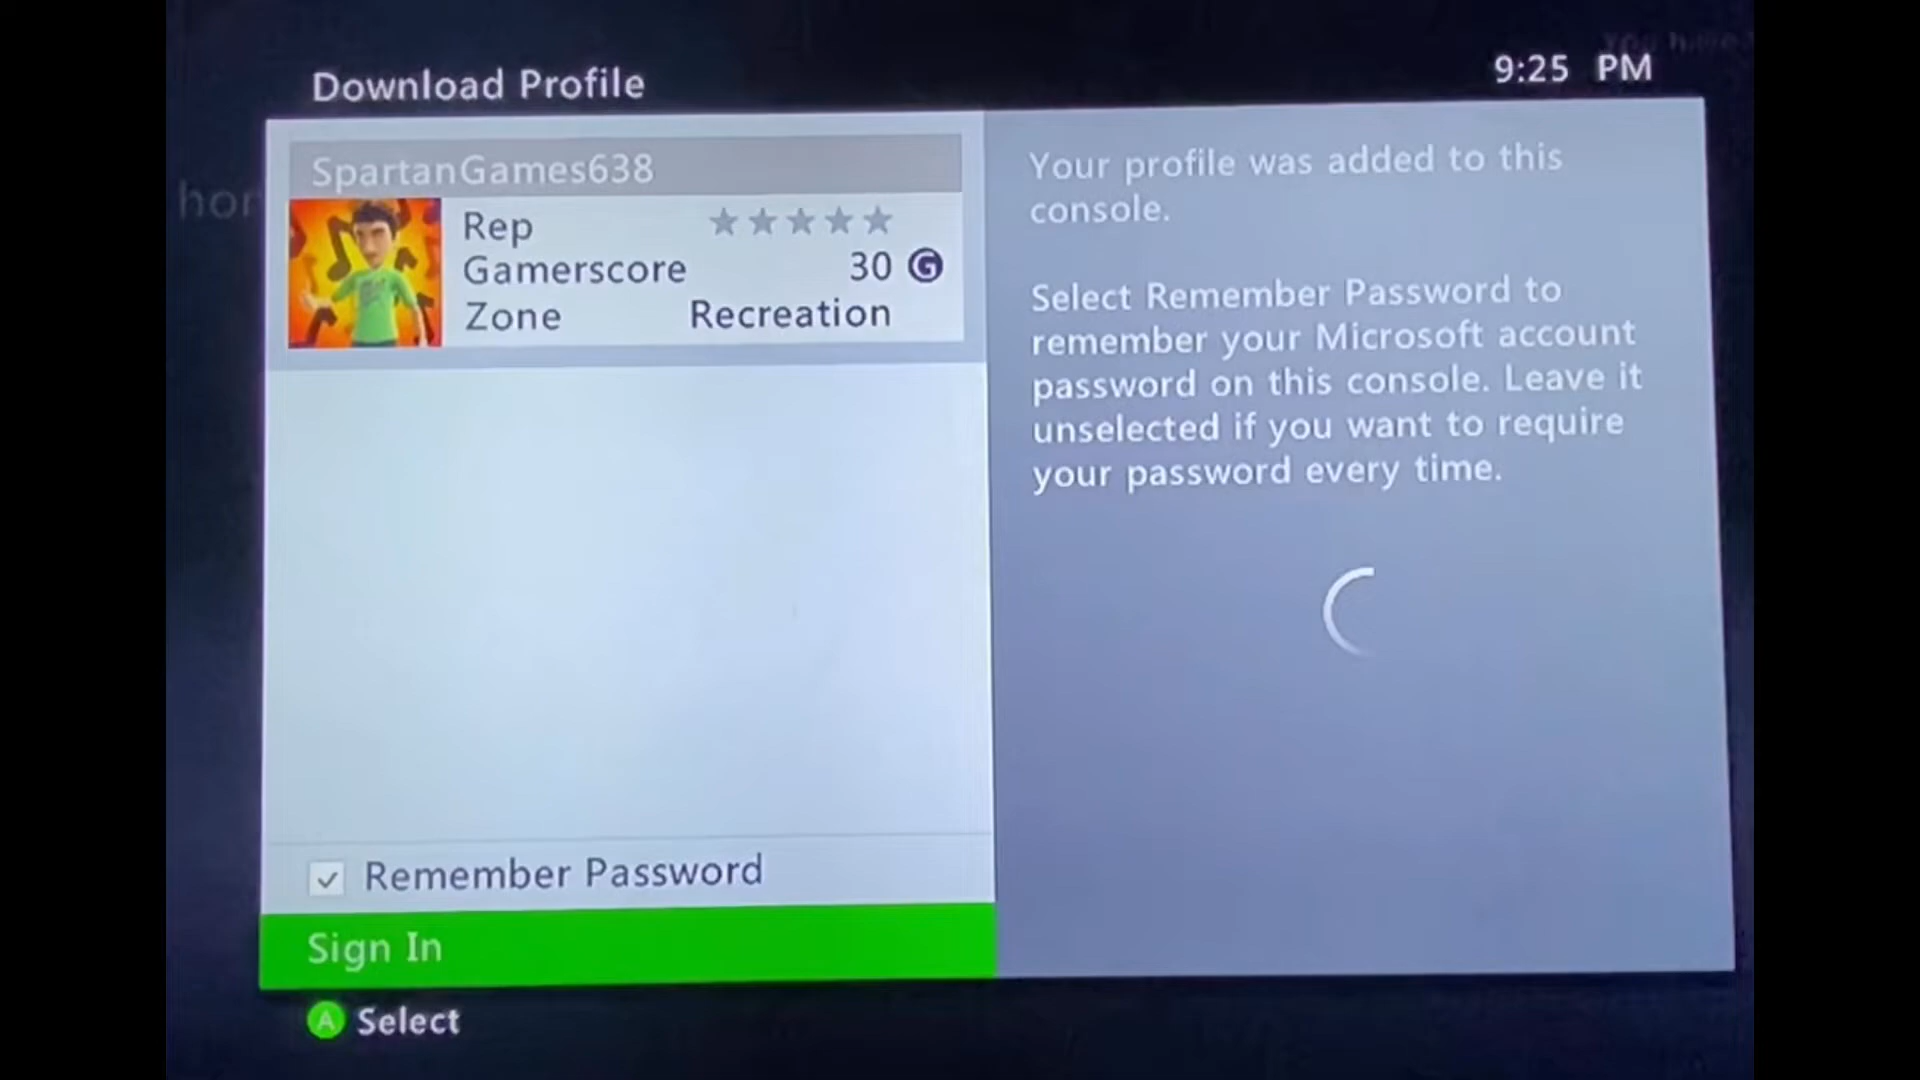 9:25 PM
Download Profile
SpartanGames638
Rep
Gamerscore 30 G
Zone Recreation
Your profile was added to this
console.
Select Remember Password to
remember your Microsoft account
password on this console. Leave it
unselected if you want to require
your password every time.
Remember Password
Sign In
A Select